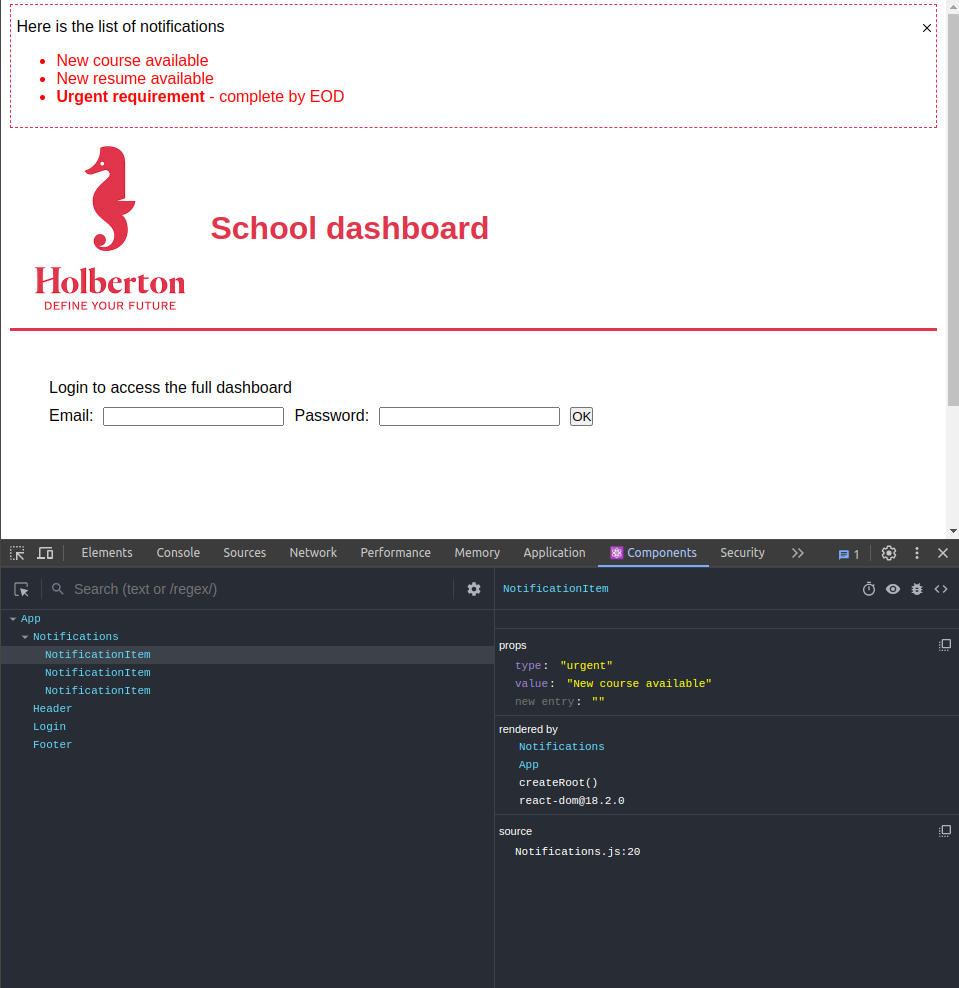 Here is the list of notifications
×
New course available
New resume available
Urgent requirement - complete by EOD
School dashboard
Holberton
DEFINE YOUR FUTURE
Login to access the full dashboard
Email: Password: OK
Elements Console Sources Network Performance Memory Application Components Security 1
Search (text or /regex/)
NotificationItem
App
Notifications
NotificationItem
NotificationItem
NotificationItem
Header
Login
Footer
props
type: "urgent"
value: "New course available"
new entry: ""
rendered by
Notifications
App
createRoot()
react-dom@18.2.0
source
Notifications.js:20